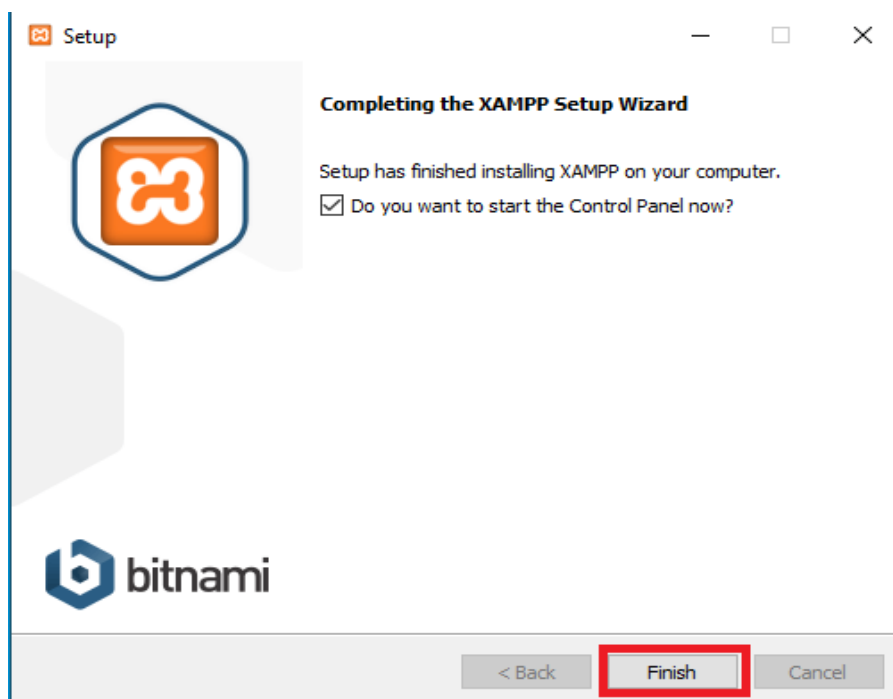 Setup
Completing the XAMPP Setup Wizard
Setup has finished installing XAMPP on your computer.
Do you want to start the Control Panel now?
bitnami
< Back
Finish
Cancel